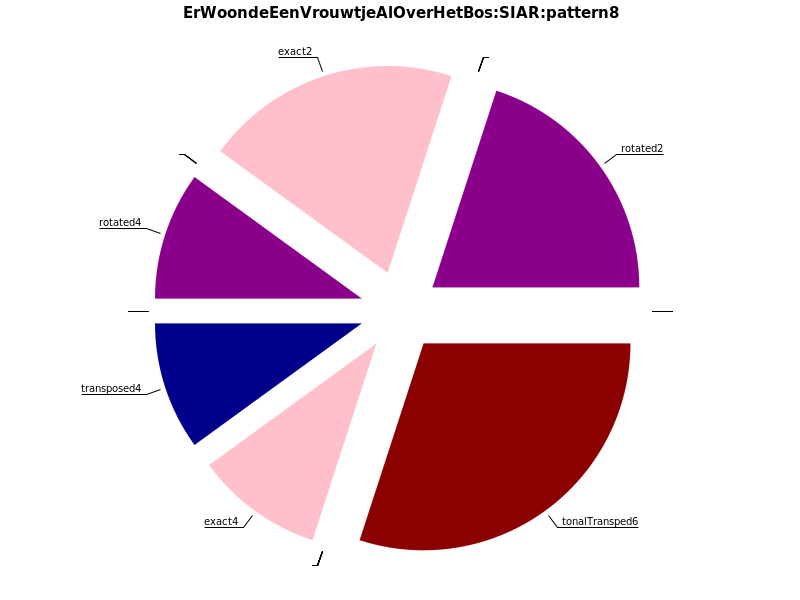 ErWoondeEenVrouwtjeAlOverHetBos:SIAR:pattern8
exact2
rotated2
rotated4
transposed4
exact4
tonalTransped6